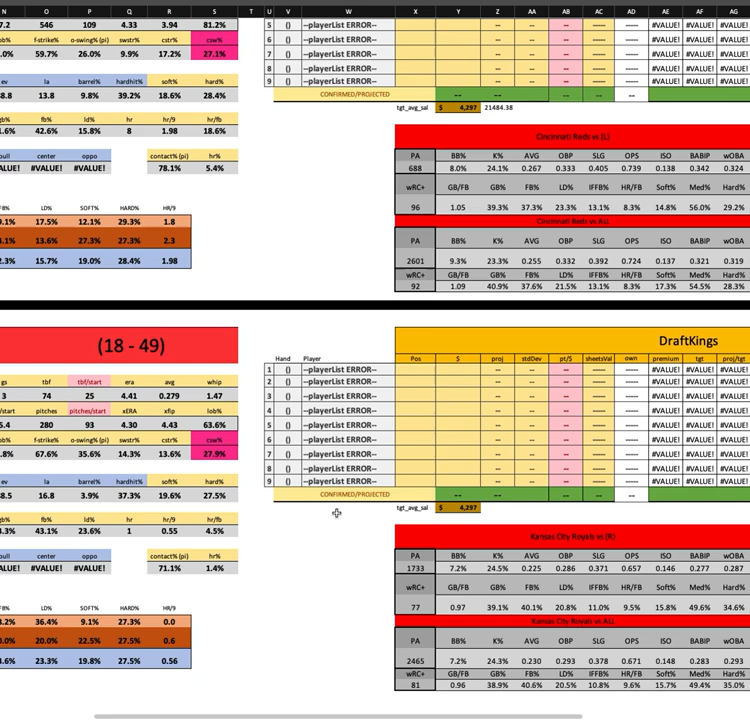 N O P Q R S T U V W X Y Z AA AB AC AD AE AF AG
7.2 546 109 4.33 3.94 81.2% 5 () --playerList ERROR-- -- ----- -- ----- ----- #VALUE! #VALUE! #VALUE!
ob% f-strike% o-swing% (pi) swstr% cstr% csw% 6 () --playerList ERROR-- -- ----- -- ----- ----- #VALUE! #VALUE! #VALUE!
.0% 59.7% 26.0% 9.9% 17.2% 27.1% 7 () --playerList ERROR-- -- ----- -- ----- ----- #VALUE! #VALUE! #VALUE!
8 () --playerList ERROR-- -- ----- -- ----- ----- #VALUE! #VALUE! #VALUE!
ev la barrel% hardhit% soft% hard% 9 () --playerList ERROR-- -- ----- -- ----- ----- #VALUE! #VALUE! #VALUE!
8.8 13.8 9.8% 39.2% 18.6% 28.4% CONFIRMED/PROJECTED -- -- -- -- -- --
tgt_avg_sal $ 4,297 21484.38
gb% fb% ld% hr hr/9 hr/fb
1.6% 42.6% 15.8% 8 1.98 18.6% Cincinnati Reds vs (L)
pull center oppo contact% (pi) hr% PA BB% K% AVG OBP SLG OPS ISO BABIP wOBA
ALUE! #VALUE! #VALUE! 78.1% 5.4% 688 8.0% 24.1% 0.267 0.333 0.405 0.739 0.138 0.342 0.324
wRC+ GB/FB GB% FB% LD% IFFB% HR/FB Soft% Med% Hard%
FB% LD% SOFT% HARD% HR/9 96 1.05 39.3% 37.3% 23.3% 13.1% 8.3% 14.8% 56.0% 29.2%
9.1% 17.5% 12.1% 29.3% 1.8 Cincinnati Reds vs ALL
4.1% 13.6% 27.3% 27.3% 2.3 PA BB% K% AVG OBP SLG OPS ISO BABIP wOBA
2.3% 15.7% 19.0% 28.4% 1.98 2601 9.3% 23.3% 0.255 0.332 0.392 0.724 0.137 0.321 0.319
wRC+ GB/FB GB% FB% LD% IFFB% HR/FB Soft% Med% Hard%
92 1.09 40.9% 37.6% 21.5% 13.1% 8.3% 17.3% 54.5% 28.3%
(18 - 49) DraftKings
Hand Player Pos $ proj stdDev pt/$ sheetsVal own premium tgt proj/tgt
1 () --playerList ERROR-- -- ----- -- ----- ----- #VALUE! #VALUE! #VALUE!
gs tbf tbf/start era avg whip 2 () --playerList ERROR-- -- ----- -- ----- ----- #VALUE! #VALUE! #VALUE!
3 74 25 4.41 0.279 1.47 3 () --playerList ERROR-- -- ----- -- ----- ----- #VALUE! #VALUE! #VALUE!
/start pitches pitches/start xERA xfip lob% 4 () --playerList ERROR-- -- ----- -- ----- ----- #VALUE! #VALUE! #VALUE!
5.4 280 93 4.30 4.43 63.6% 5 () --playerList ERROR-- -- ----- -- ----- ----- #VALUE! #VALUE! #VALUE!
ob% f-strike% o-swing% (pi) swstr% cstr% csw% 6 () --playerList ERROR-- -- ----- -- ----- ----- #VALUE! #VALUE! #VALUE!
.8% 67.6% 35.6% 14.3% 13.6% 27.9% 7 () --playerList ERROR-- -- ----- -- ----- ----- #VALUE! #VALUE! #VALUE!
8 () --playerList ERROR-- -- ----- -- ----- ----- #VALUE! #VALUE! #VALUE!
ev la barrel% hardhit% soft% hard% 9 () --playerList ERROR-- -- ----- -- ----- ----- #VALUE! #VALUE! #VALUE!
8.5 16.8 3.9% 37.3% 19.6% 27.5% CONFIRMED/PROJECTED -- -- -- -- -- --
tgt_avg_sal $ 4,297
gb% fb% ld% hr hr/9 hr/fb
3.3% 43.1% 23.6% 1 0.55 4.5% Kansas City Royals vs (R)
pull center oppo contact% (pi) hr% PA BB% K% AVG OBP SLG OPS ISO BABIP wOBA
ALUE! #VALUE! #VALUE! 71.1% 1.4% 1733 7.2% 24.5% 0.225 0.286 0.371 0.657 0.146 0.277 0.287
wRC+ GB/FB GB% FB% LD% IFFB% HR/FB Soft% Med% Hard%
FB% LD% SOFT% HARD% HR/9 77 0.97 39.1% 40.1% 20.8% 11.0% 9.5% 15.8% 49.6% 34.6%
8.2% 36.4% 9.1% 27.3% 0.0 Kansas City Royals vs ALL
0.0% 20.0% 22.5% 27.5% 0.6 PA BB% K% AVG OBP SLG OPS ISO BABIP wOBA
3.6% 23.3% 19.8% 27.5% 0.56 2465 7.2% 24.3% 0.230 0.293 0.378 0.671 0.148 0.283 0.293
wRC+ GB/FB GB% FB% LD% IFFB% HR/FB Soft% Med% Hard%
81 0.96 38.9% 40.6% 20.5% 10.8% 9.6% 15.7% 49.4% 35.0%